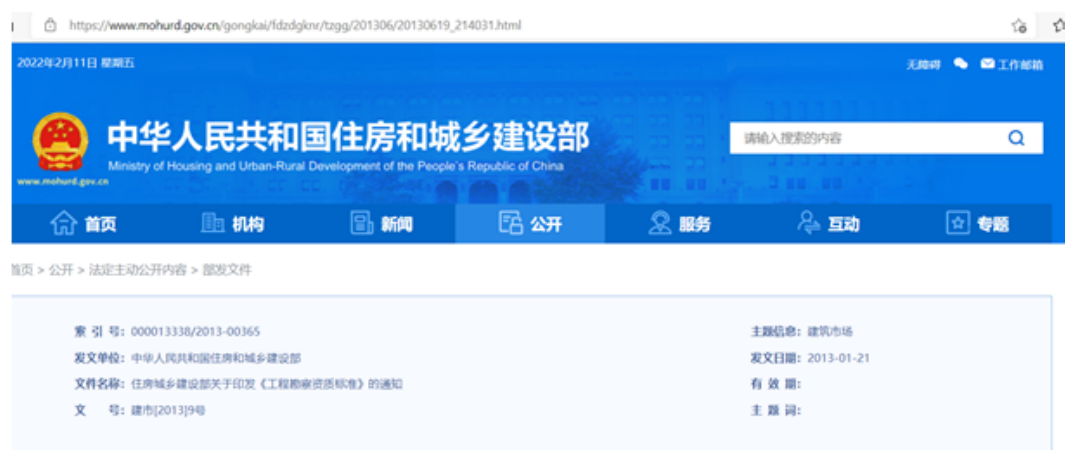 https://www.mohurd.gov.cn/gongkai/fdzdgknr/tzgg/201306/20130619_214031.html
2022年2月11日 星期五
无障碍 工作邮箱
中华人民共和国住房和城乡建设部
Ministry of Housing and Urban-Rural Development of the People's Republic of China
www.mohurd.gov.cn
请输入搜索的内容
首页 机构 新闻 公开 服务 互动 专题
首页 > 公开 > 法定主动公开内容 > 部发文件
索 引 号: 000013338/2013-00365 主题信息: 建筑市场
发文单位: 中华人民共和国住房和城乡建设部 发文日期: 2013-01-21
文件名称: 住房城乡建设部关于印发《工程勘察资质标准》的通知 有 效 期:
文 号: 建市[2013]9号 主 题 词: